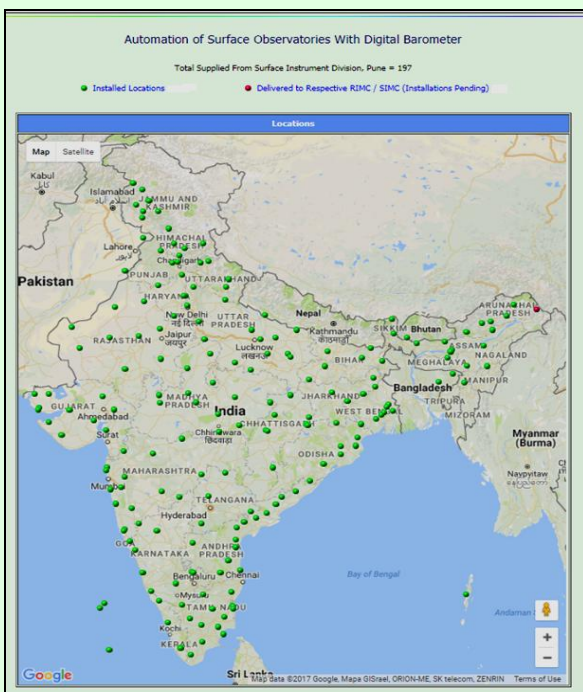 Automation of Surface Observatories With Digital Barometer
Total Supplied From Surface Instrument Division, Pune = 197
Installed Locations
Delivered to Respective RIMC / SIMC (Installations Pending)
Locations
Map Satellite
Kabul
Islamabad
JAMMU AND
KASHMIR
HIMACHAL
PRADESH
Lahore
Chandigarh
PUNJAB
UTTARAKHAND
Pakistan
HARYANA
ARUNACHAL
PRADESH
New Delhi
नई दिल्ली
UTTAR
PRADESH
Nepal
Kathmandu
काठमाडौं
SIKKIM
Bhutan
RAJASTHAN
Jaipur
जयपुर
Lucknow
लखनऊ
ASSAM
NAGALAND
BIHAR
MEGHALAYA
MANIPUR
Bangladesh
GUJARAT
Ahmedabad
MADHYA
PRADESH
India
JHARKHAND
WEST BENGAL
TRIPURA
MIZORAM
Surat
Chhindwara
छिंदवाड़ा
CHHATTISGARH
ODISHA
Myanmar
(Burma)
Naypyitaw
MAHARASHTRA
Mumbai
TELANGANA
Hyderabad
GOA
KARNATAKA
ANDHRA
PRADESH
Bengaluru
Chennai
Bay of Bengal
Mysuru
TAMIL NADU
Andaman
Kochi
KERALA
Sri Lanka
+
−
Google
Map data ©2017 Google, Mapa GISrael, ORION-ME, SK telecom, ZENRIN Terms of Use